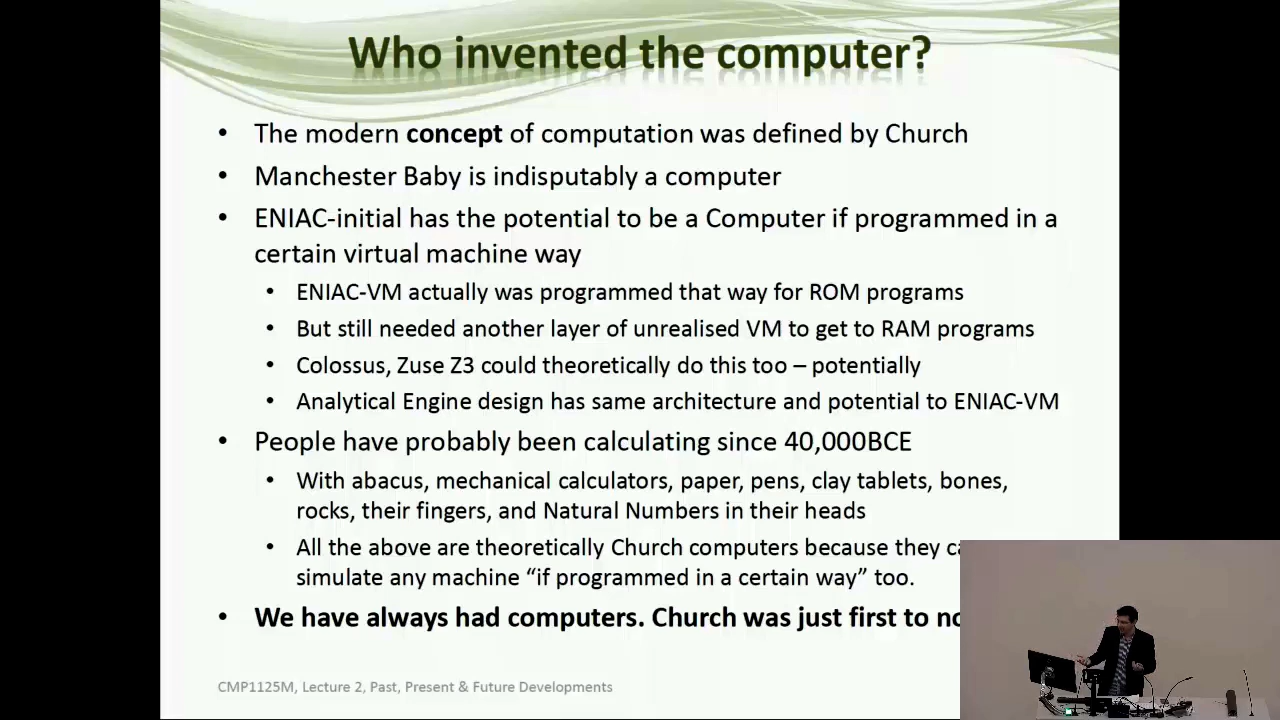 Who invented the computer?
• The modern concept of computation was defined by Church
• Manchester Baby is indisputably a computer
• ENIAC-initial has the potential to be a Computer if programmed in a
certain virtual machine way
• ENIAC-VM actually was programmed that way for ROM programs
• But still needed another layer of unrealised VM to get to RAM programs
• Colossus, Zuse Z3 could theoretically do this too – potentially
• Analytical Engine design has same architecture and potential to ENIAC-VM
• People have probably been calculating since 40,000BCE
• With abacus, mechanical calculators, paper, pens, clay tablets, bones,
rocks, their fingers, and Natural Numbers in their heads
• All the above are theoretically Church computers because they
simulate any machine “if programmed in a certain way” too.
• We have always had computers. Church was just first to
CMP1125M, Lecture 2, Past, Present & Future Developments